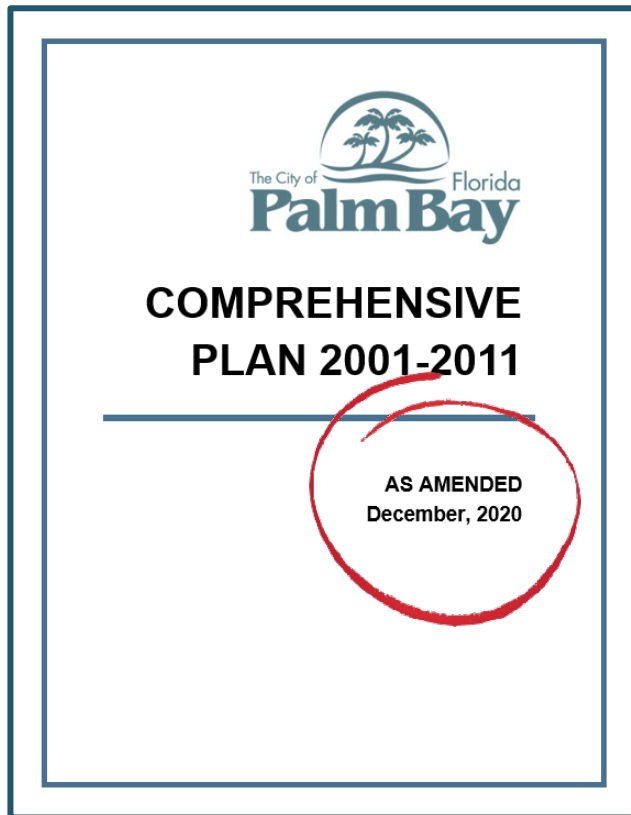 The City of Florida
Palm Bay
COMPREHENSIVE
PLAN 2001-2011
AS AMENDED
December, 2020